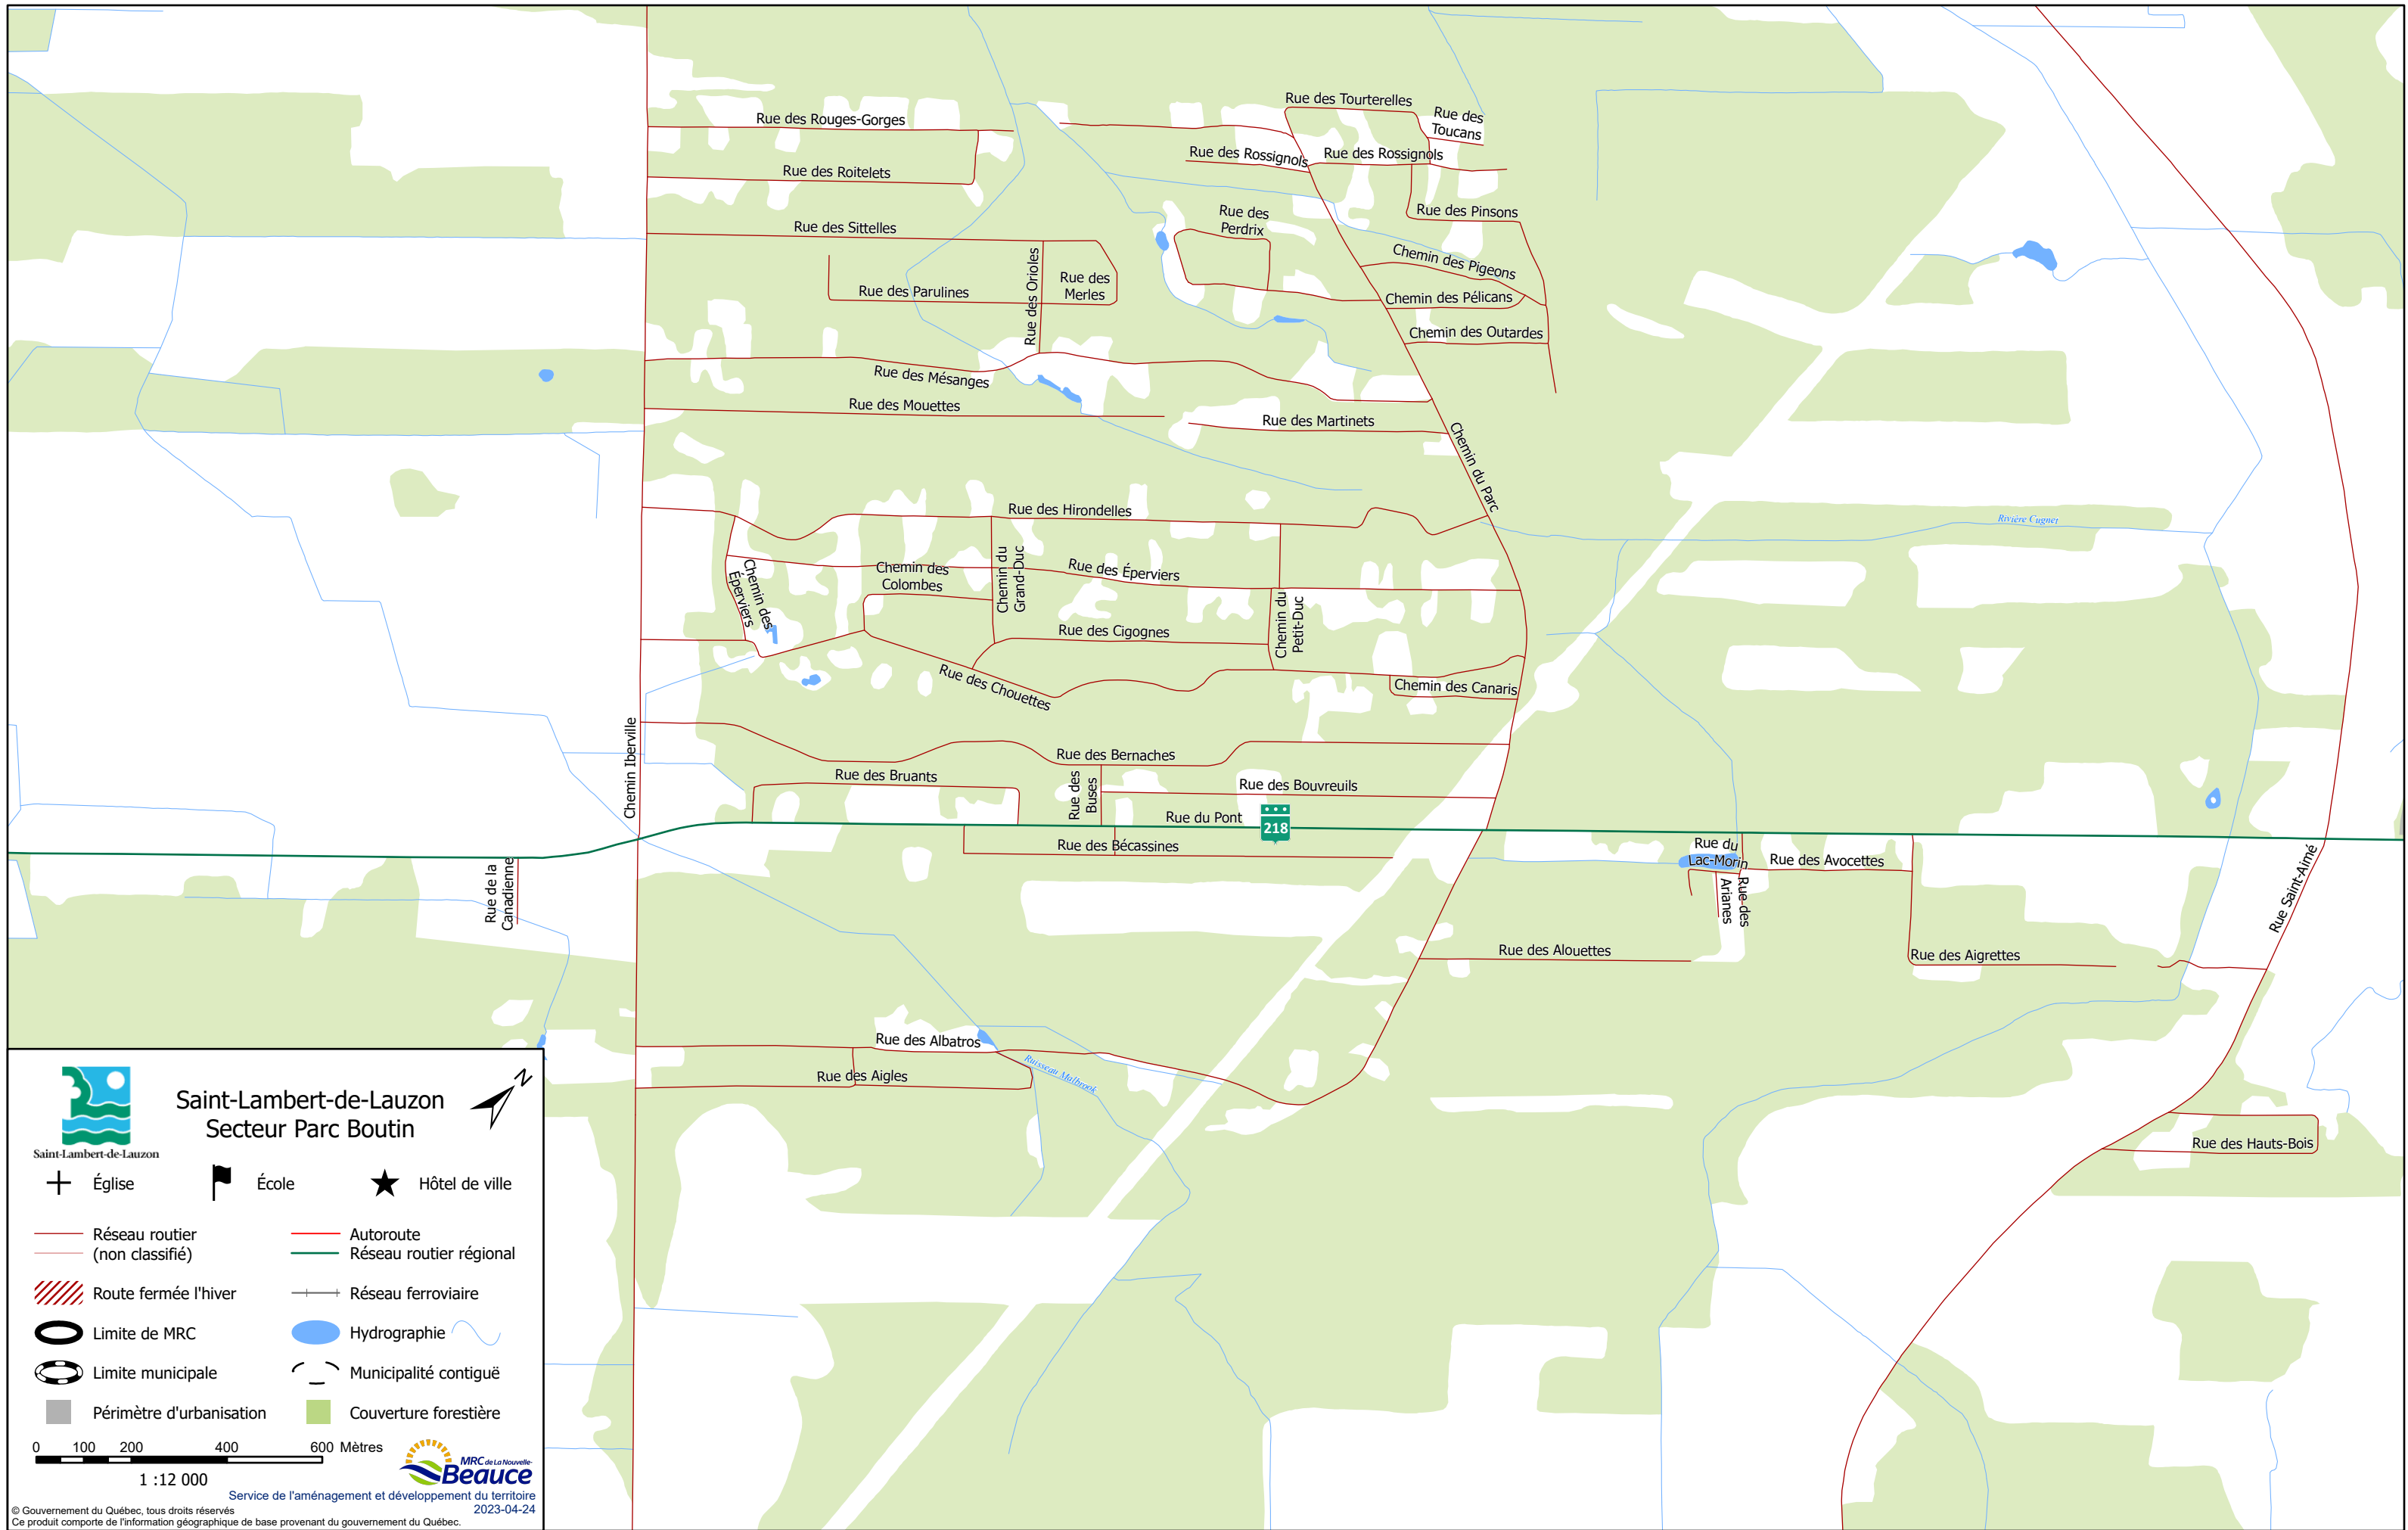 Rue des Tourterelles
Rue des
Toucans
Rue des Rouges-Gorges
Rue des Rossignols
Rue des Rossignols
Rue des Roitelets
Rue des
Perdrix
Rue des Pinsons
Rue des Sittelles
Rue des Orioles
Rue des
Merles
Chemin des Pigeons
Rue des Parulines
Chemin des Pélicans
Chemin des Outardes
Rue des Mésanges
Rue des Mouettes
Rue des Martinets
Chemin du Parc
Rue des Hirondelles
Rivière Cugnet
Chemin des
Éperviers
Chemin des
Colombes
Chemin du
Grand-Duc
Rue des Éperviers
Chemin du
Petit-Duc
Rue des Cigognes
Rue des Chouettes
Chemin des Canaris
Chemin Iberville
Rue des Bernaches
Rue des Bruants
Rue des
Buses
Rue des Bouvreuils
Rue du Pont
218
Rue des Bécassines
Rue du
Lac-Morin
Rue des Avocettes
Rue de la
Canadienne
Rue des
Arianes
Rue Saint-Aimé
Rue des Alouettes
Rue des Aigrettes
Rue des Albatros
Rue des Aigles
Ruisseau Malbrook
Rue des Hauts-Bois
Saint-Lambert-de-Lauzon
Saint-Lambert-de-Lauzon
Secteur Parc Boutin
N
Église
École
Hôtel de ville
Réseau routier
(non classifié)
Autoroute
Réseau routier régional
Route fermée l'hiver
Réseau ferroviaire
Limite de MRC
Hydrographie
Limite municipale
Municipalité contiguë
Périmètre d'urbanisation
Couverture forestière
0 100 200 400 600 Mètres
1 :12 000
MRC de La Nouvelle-
Beauce
Service de l'aménagement et développement du territoire
2023-04-24
© Gouvernement du Québec, tous droits réservés
Ce produit comporte de l'information géographique de base provenant du gouvernement du Québec.